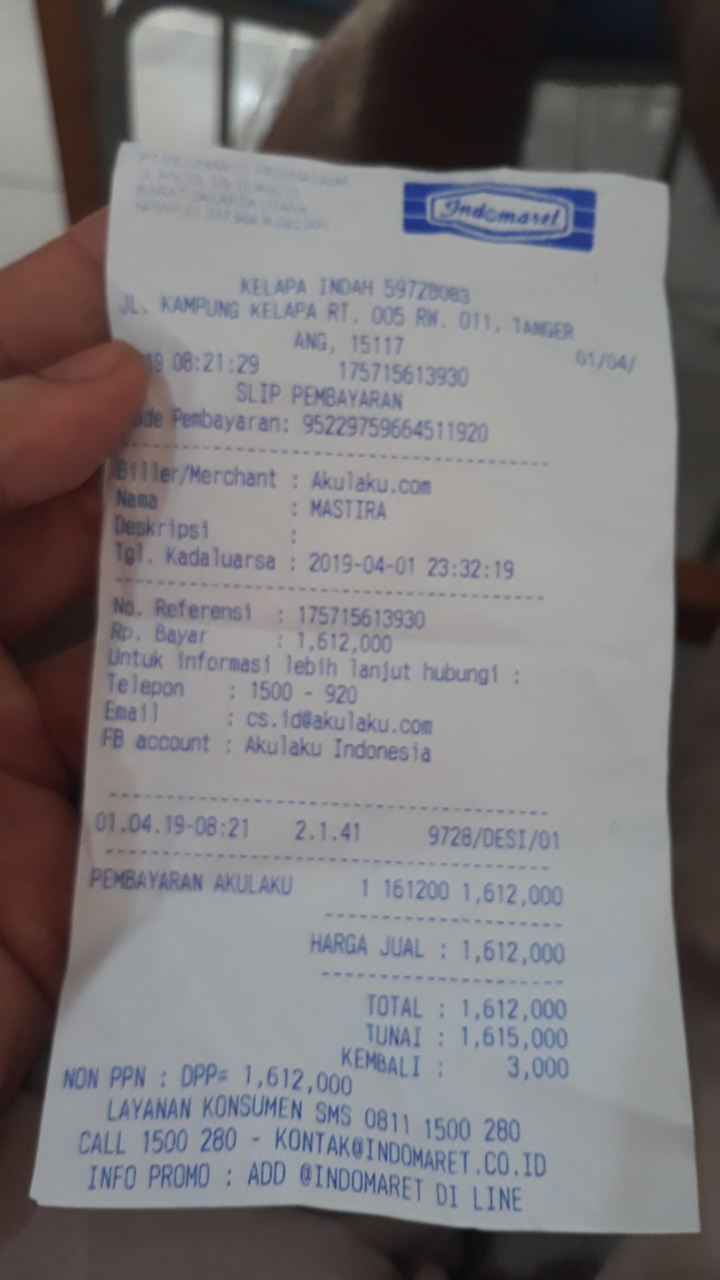 Indomaret
KELAPA INDAH 59728083
JL. KAMPUNG KELAPA RT. 005 RW. 011, TANGER
ANG, 15117 01/04/
19 08:21:29 175715613930
SLIP PEMBAYARAN
ode Pembayaran: 95229759664511920
Biller/Merchant : Akulaku.com
Nama : MASTIRA
Deskripsi :
Tgl. Kadaluarsa : 2019-04-01 23:32:19
No. Referensi : 175715613930
Rp. Bayar : 1,612,000
Untuk informasi lebih lanjut hubungi :
Telepon : 1500 - 920
Email : cs.id@akulaku.com
FB account : Akulaku Indonesia
01.04.19-08:21 2.1.41 9728/DESI/01
PEMBAYARAN AKULAKU 1 161200 1,612,000
HARGA JUAL : 1,612,000
TOTAL : 1,612,000
TUNAI : 1,615,000
KEMBALI : 3,000
NON PPN : DPP= 1,612,000
LAYANAN KONSUMEN SMS 0811 1500 280
CALL 1500 280 - KONTAK@INDOMARET.CO.ID
INFO PROMO : ADD @INDOMARET DI LINE